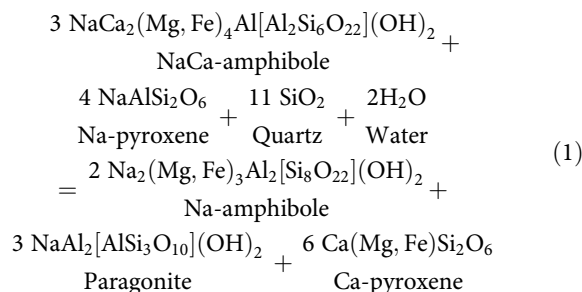 3 NaCa₂(Mg, Fe)₄Al[Al₂Si₆O₂₂](OH)₂ +
NaCa-amphibole
4 NaAlSi₂O₆ + 11 SiO₂ + 2H₂O
Na-pyroxene Quartz Water
(1)
= 2 Na₂(Mg, Fe)₃Al₂[Si₈O₂₂](OH)₂ +
Na-amphibole
3 NaAl₂[AlSi₃O₁₀](OH)₂ + 6 Ca(Mg, Fe)Si₂O₆
Paragonite Ca-pyroxene